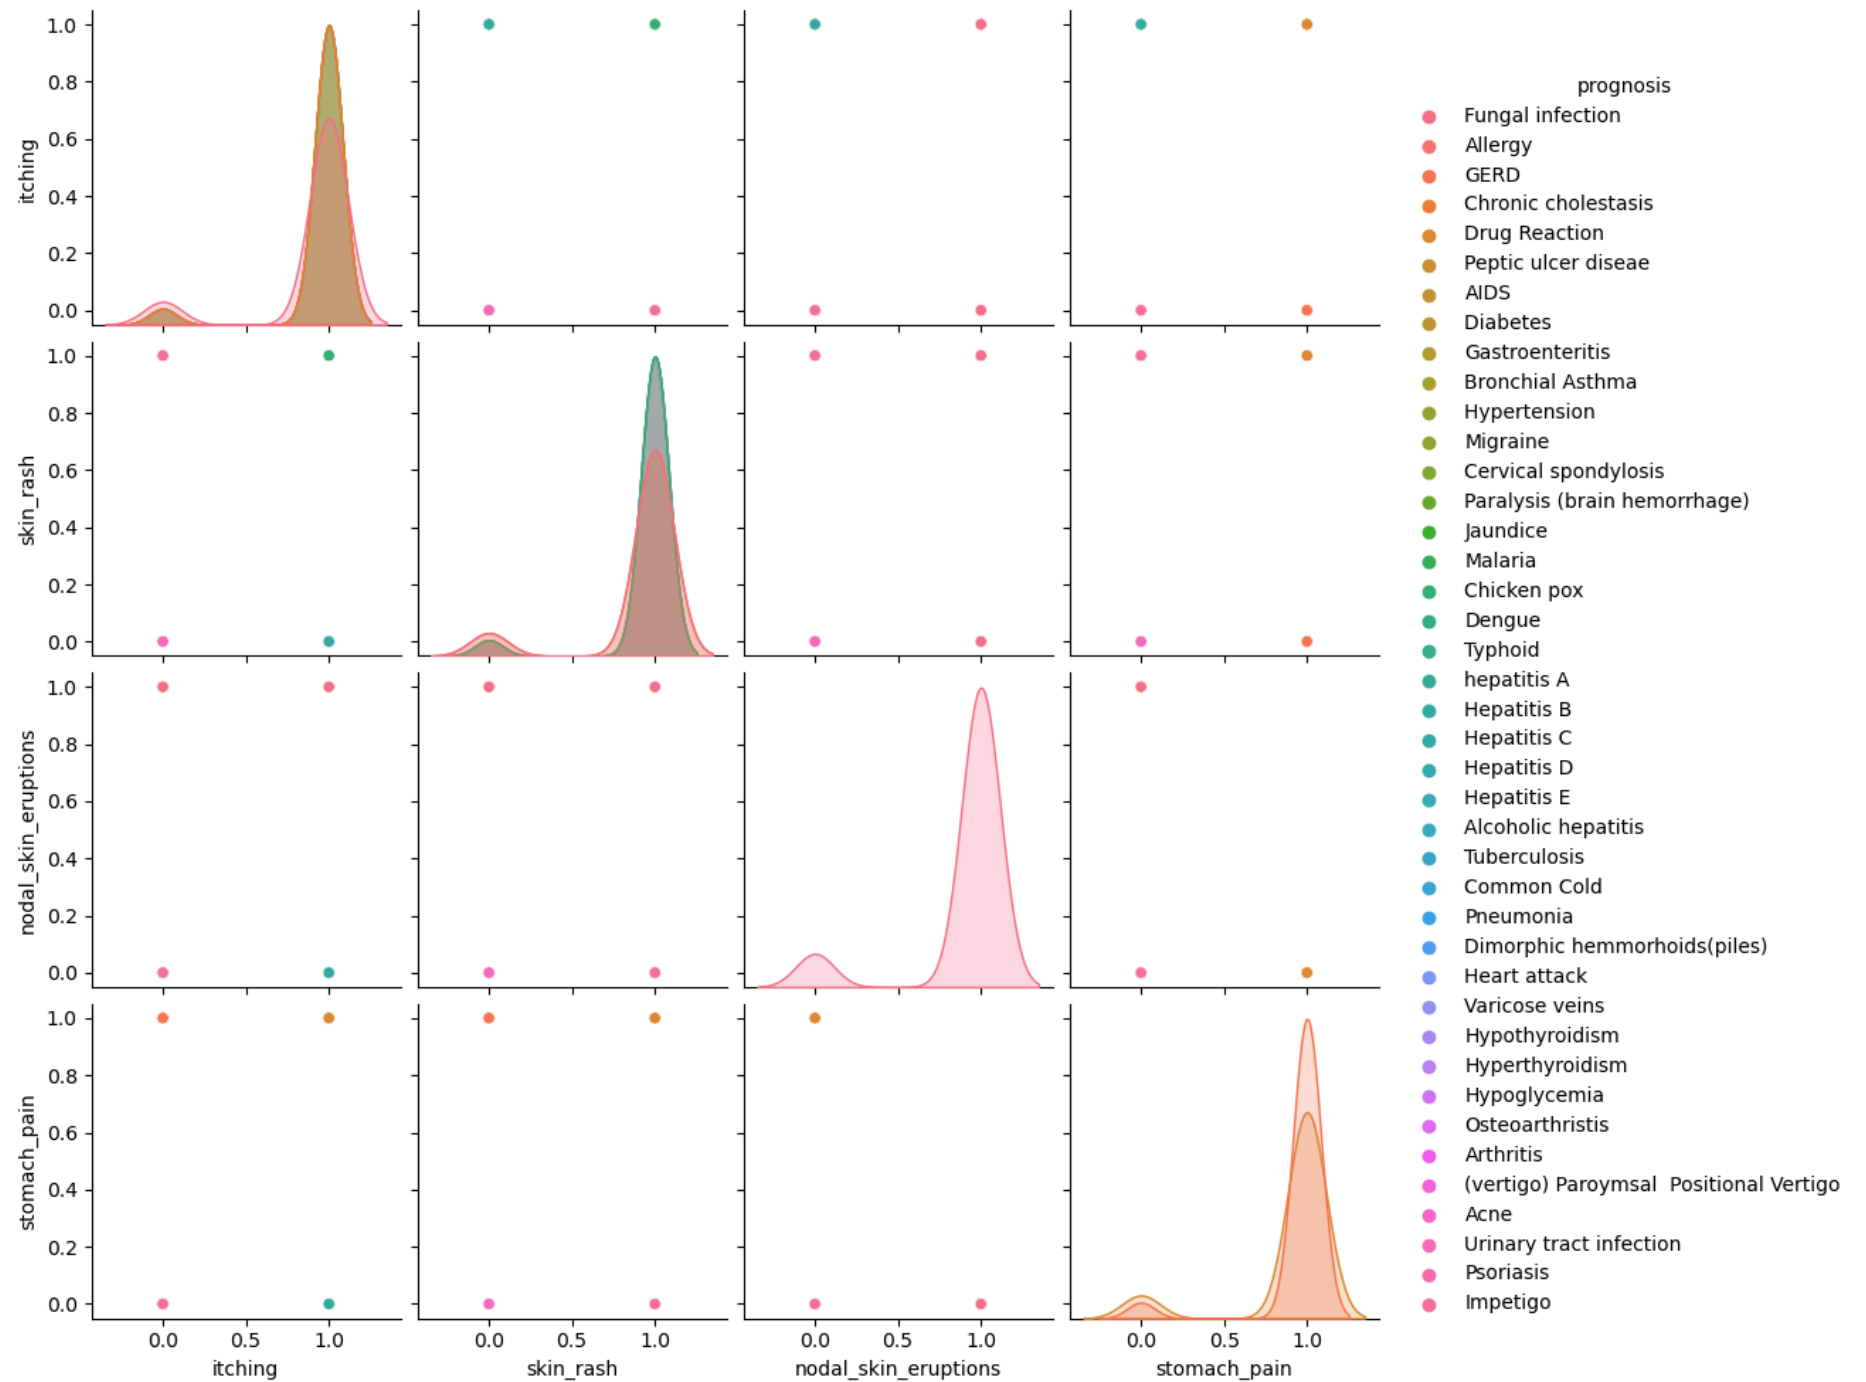 1.0
0.8
0.6
0.4
0.2
0.0
itching
1.0
0.8
0.6
0.4
0.2
0.0
skin_rash
1.0
0.8
0.6
0.4
0.2
0.0
nodal_skin_eruptions
1.0
0.8
0.6
0.4
0.2
0.0
stomach_pain
0.0 0.5 1.0
itching
0.0 0.5 1.0
skin_rash
0.0 0.5 1.0
nodal_skin_eruptions
0.0 0.5 1.0
stomach_pain
prognosis
Fungal infection
Allergy
GERD
Chronic cholestasis
Drug Reaction
Peptic ulcer diseae
AIDS
Diabetes
Gastroenteritis
Bronchial Asthma
Hypertension
Migraine
Cervical spondylosis
Paralysis (brain hemorrhage)
Jaundice
Malaria
Chicken pox
Dengue
Typhoid
hepatitis A
Hepatitis B
Hepatitis C
Hepatitis D
Hepatitis E
Alcoholic hepatitis
Tuberculosis
Common Cold
Pneumonia
Dimorphic hemmorhoids(piles)
Heart attack
Varicose veins
Hypothyroidism
Hyperthyroidism
Hypoglycemia
Osteoarthristis
Arthritis
(vertigo) Paroymsal  Positional Vertigo
Acne
Urinary tract infection
Psoriasis
Impetigo